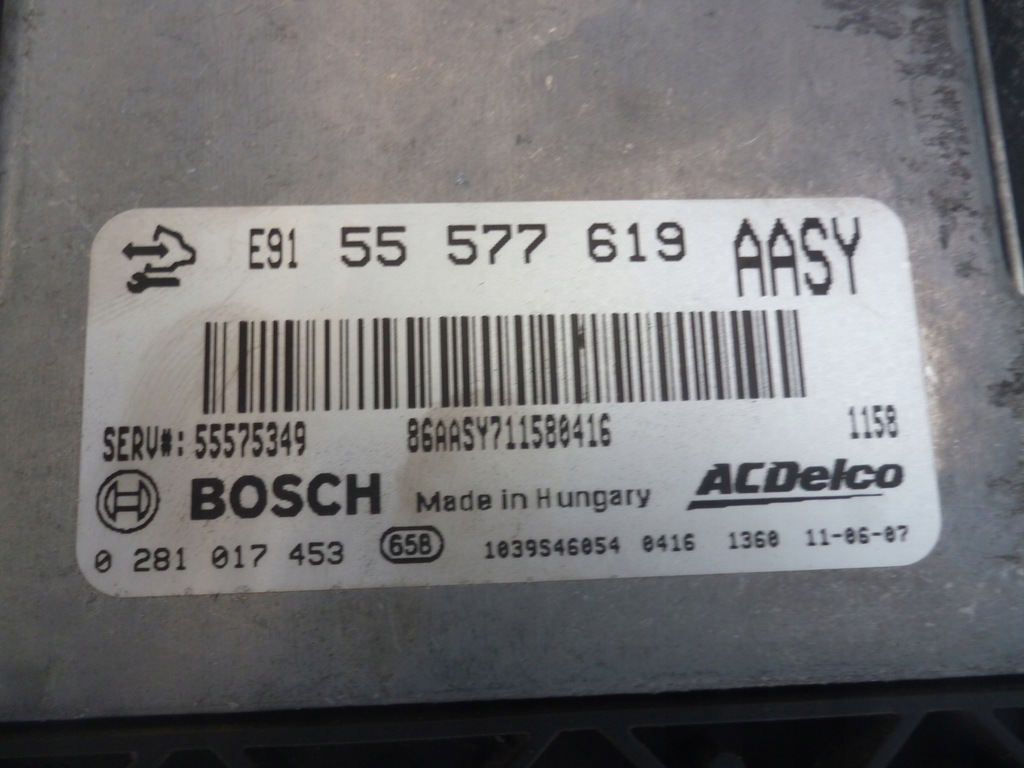 E91 55 577 619 AASY
SERV#: 55575349 86AASY711580416 1158
BOSCH Made in Hungary ACDelco
0 281 017 453 658 1039S46054 0416 1360 11-06-07